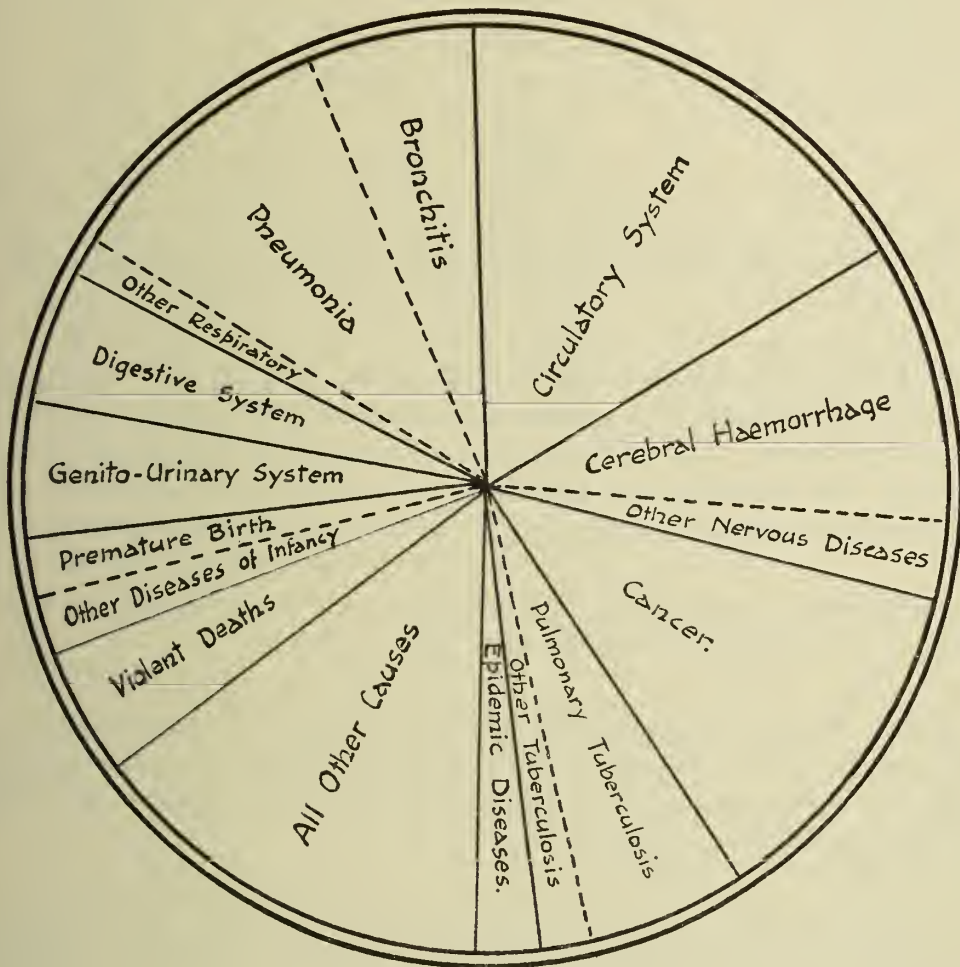 Circulatory System
Cerebral Haemorrhage
Other Nervous Diseases
Cancer.
Pulmonary Tuberculosis
Other Tuberculosis
Epidemic Diseases.
All Other Causes
Violent Deaths
Other Diseases of Infancy
Premature Birth
Genito-Urinary System
Digestive System
Other Respiratory
Pneumonia
Bronchitis